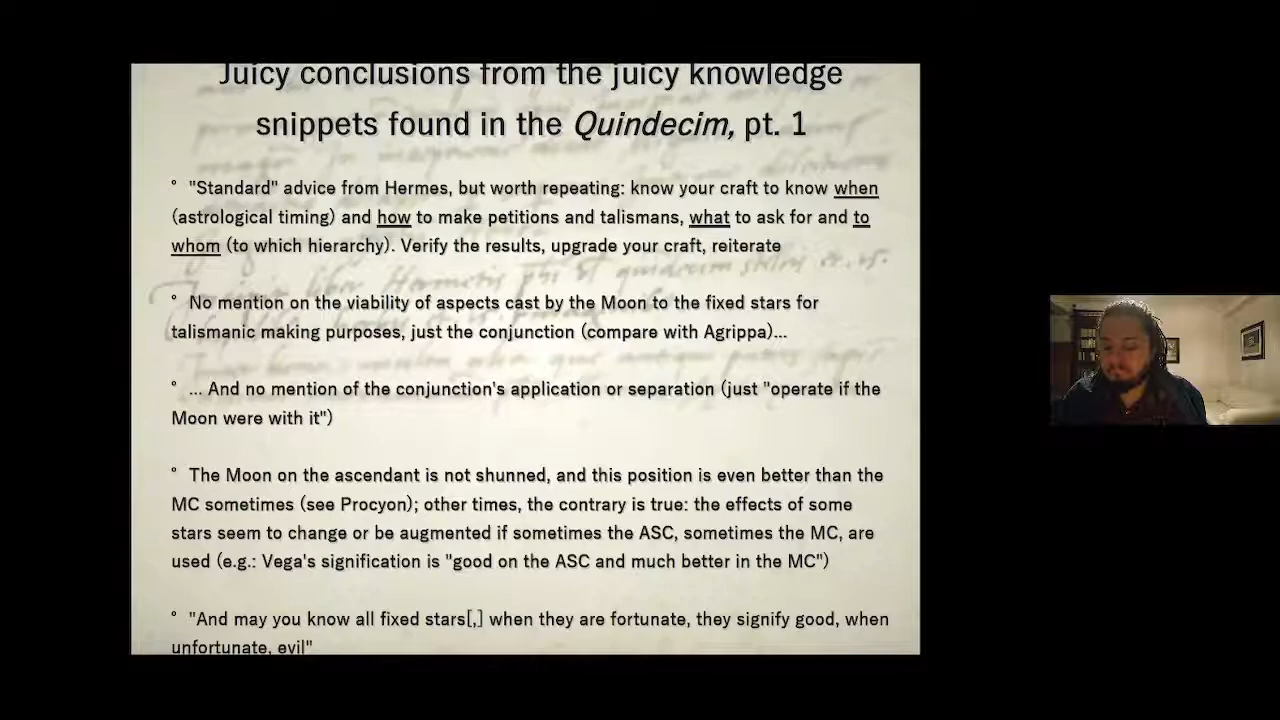 Juicy conclusions from the juicy knowledge
snippets found in the Quindecim, pt. 1
° "Standard" advice from Hermes, but worth repeating: know your craft to know when
(astrological timing) and how to make petitions and talismans, what to ask for and to
whom (to which hierarchy). Verify the results, upgrade your craft, reiterate
° No mention on the viability of aspects cast by the Moon to the fixed stars for
talismanic making purposes, just the conjunction (compare with Agrippa)...
° ... And no mention of the conjunction's application or separation (just "operate if the
Moon were with it")
° The Moon on the ascendant is not shunned, and this position is even better than the
MC sometimes (see Procyon); other times, the contrary is true: the effects of some
stars seem to change or be augmented if sometimes the ASC, sometimes the MC, are
used (e.g.: Vega's signification is "good on the ASC and much better in the MC")
° "And may you know all fixed stars[,] when they are fortunate, they signify good, when
unfortunate, evil"